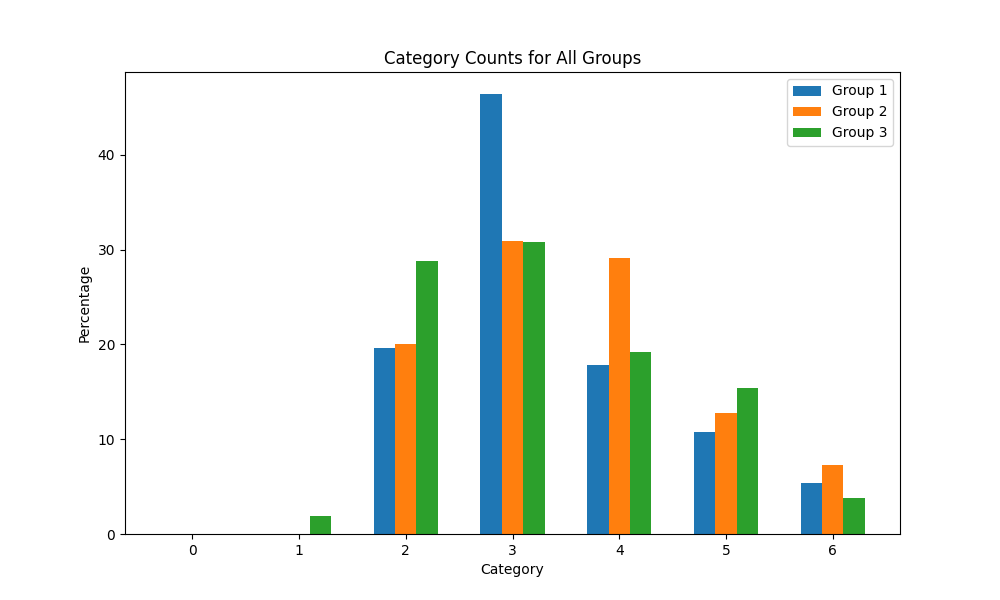 Category Counts for All Groups
Group 1
Group 2
Group 3
Percentage
40
30
20
10
0
0 1 2 3 4 5 6
Category